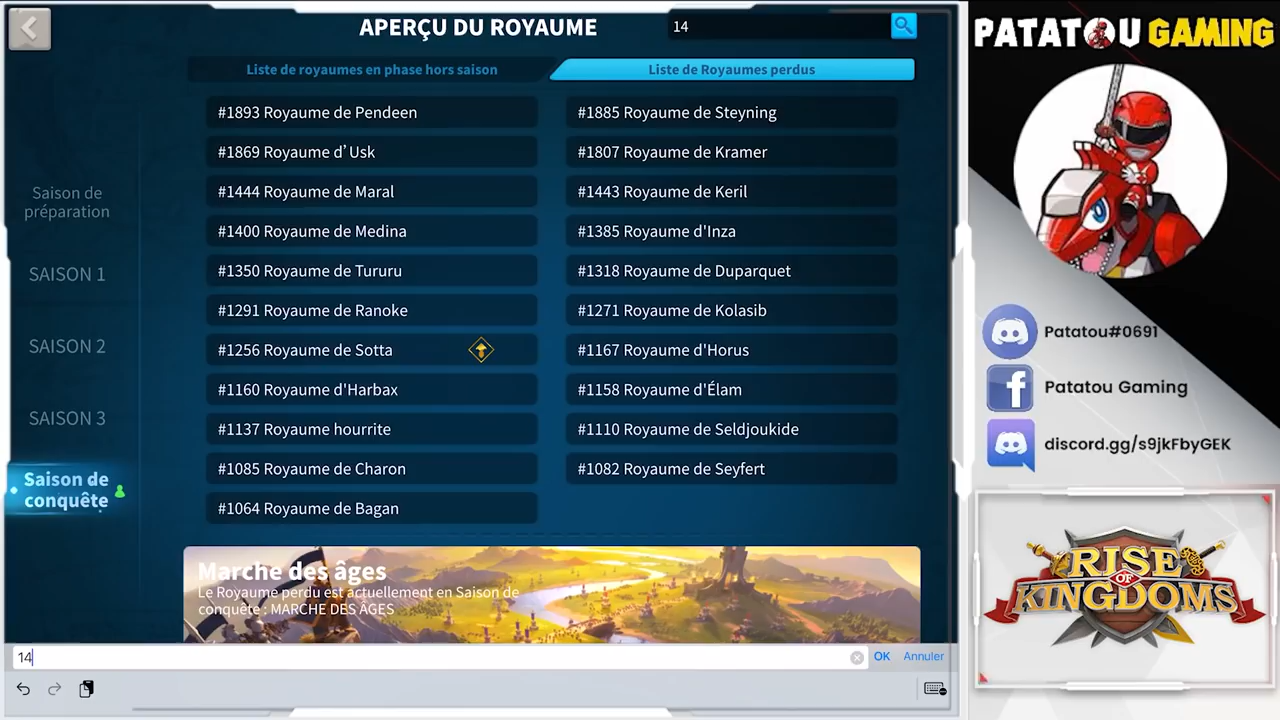 APERÇU DU ROYAUME
14
Liste de royaumes en phase hors saison
Liste de Royaumes perdus
Saison de
préparation
SAISON 1
SAISON 2
SAISON 3
Saison de
conquête
#1893 Royaume de Pendeen
#1885 Royaume de Steyning
#1869 Royaume d’Usk
#1807 Royaume de Kramer
#1444 Royaume de Maral
#1443 Royaume de Keril
#1400 Royaume de Medina
#1385 Royaume d'Inza
#1350 Royaume de Tururu
#1318 Royaume de Duparquet
#1291 Royaume de Ranoke
#1271 Royaume de Kolasib
#1256 Royaume de Sotta
#1167 Royaume d'Horus
#1160 Royaume d'Harbax
#1158 Royaume d'Élam
#1137 Royaume hourrite
#1110 Royaume de Seldjoukide
#1085 Royaume de Charon
#1082 Royaume de Seyfert
#1064 Royaume de Bagan
Marche des âges
Le Royaume perdu est actuellement en Saison de
conquête : MARCHE DES ÂGES
14
OK
Annuler
PATATOU GAMING
Patatou#0691
Patatou Gaming
discord.gg/s9jkFbyGEK
RISE
OF
KINGDOMS